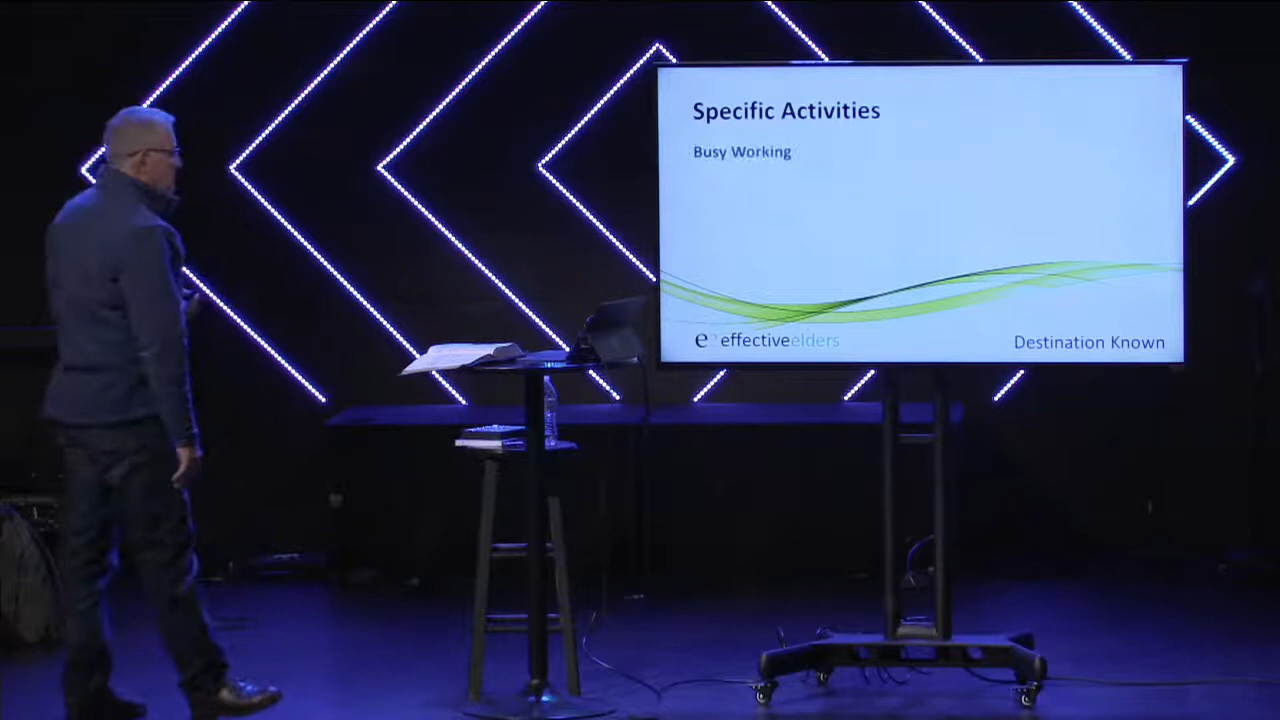 Specific Activities
Busy Working
effectiveelders
Destination Known